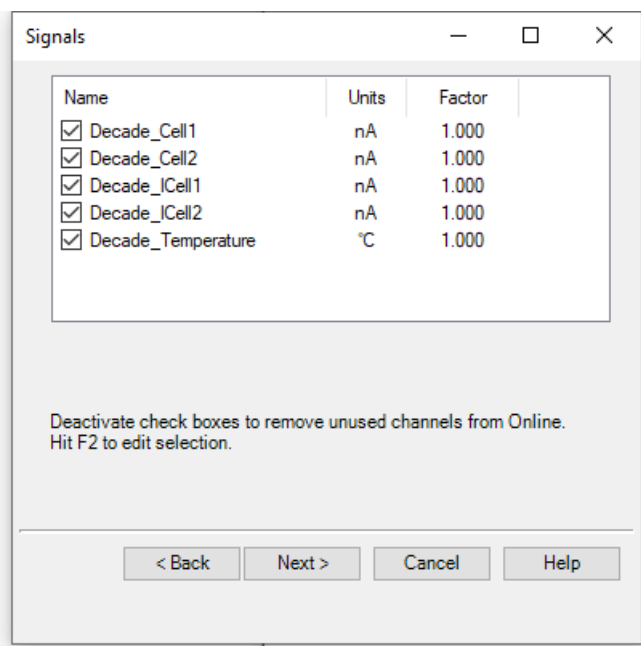 Signals
Name Units Factor
Decade_Cell1 nA 1.000
Decade_Cell2 nA 1.000
Decade_ICell1 nA 1.000
Decade_ICell2 nA 1.000
Decade_Temperature °C 1.000
Deactivate check boxes to remove unused channels from Online.
Hit F2 to edit selection.
< Back Next > Cancel Help